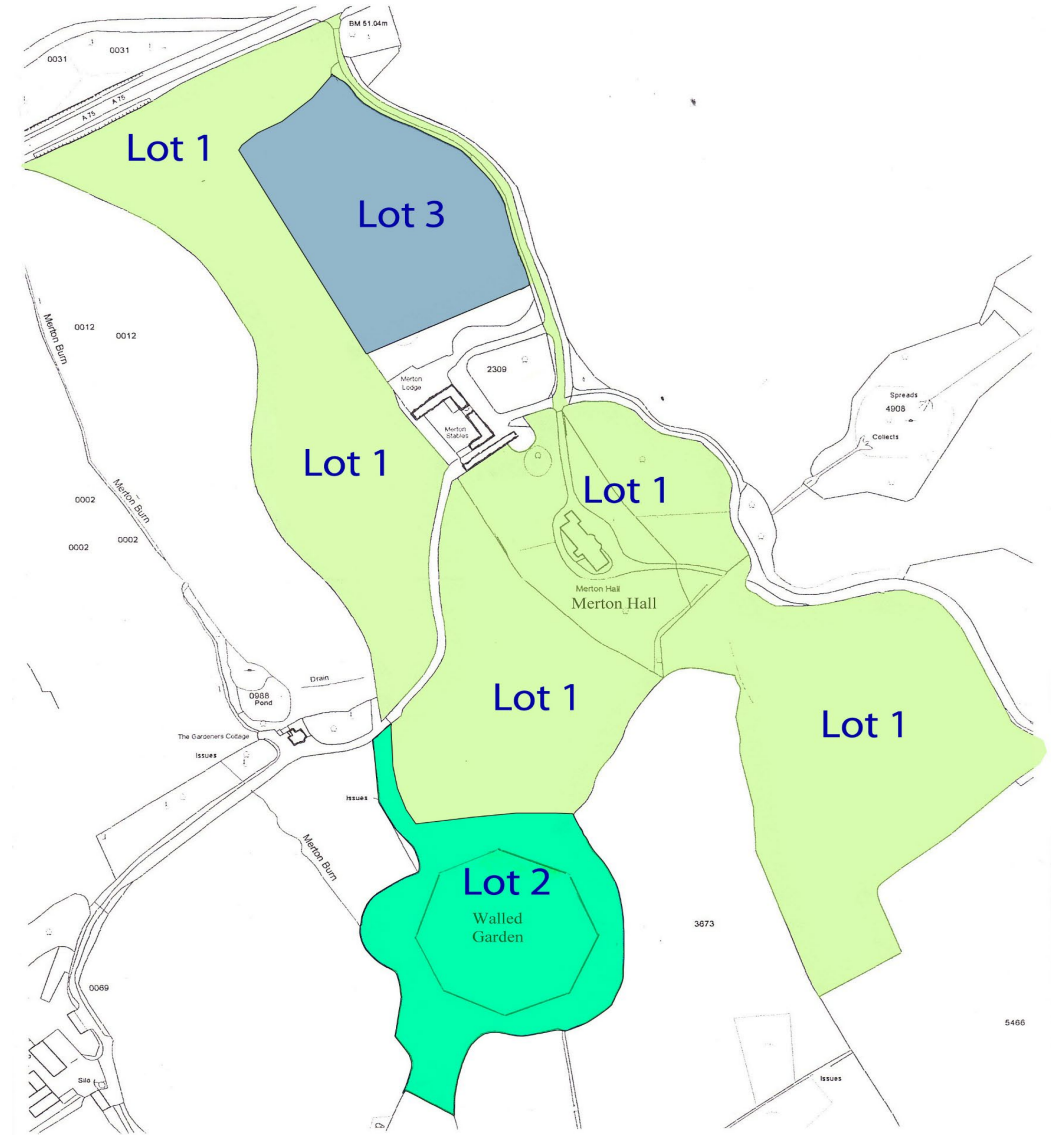 BM 51.04m
0031
0031
A 75
A 75
Lot 1
Lot 3
Merton Burn
0012
0012
2309
Merton
Lodge
Merton
Stables
Spreads
4908
Collects
Lot 1
Lot 1
Merton Burn
0002
0002
0002
Merton Hall
Merton Hall
Drain
0988
Pond
Lot 1
Lot 1
The Gardeners Cottage
Issues
Issues
Merton Burn
Lot 2
Walled
Garden
3673
0069
5466
Silo
Issues